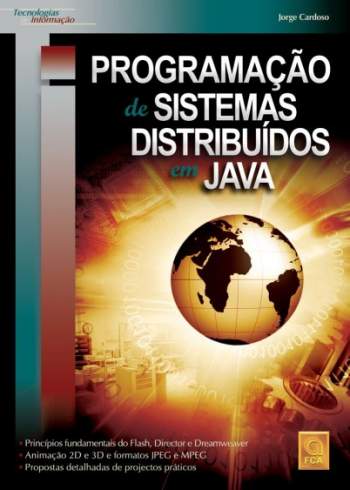 Tecnologias
de Informação
Jorge Cardoso
PROGRAMAÇÃO
de SISTEMAS
DISTRIBUÍDOS
em JAVA
• Princípios fundamentais do Flash, Director e Dreamweaver
• Animação 2D e 3D e formatos JPEG e MPEG
• Propostas detalhadas de projectos práticos
FCA